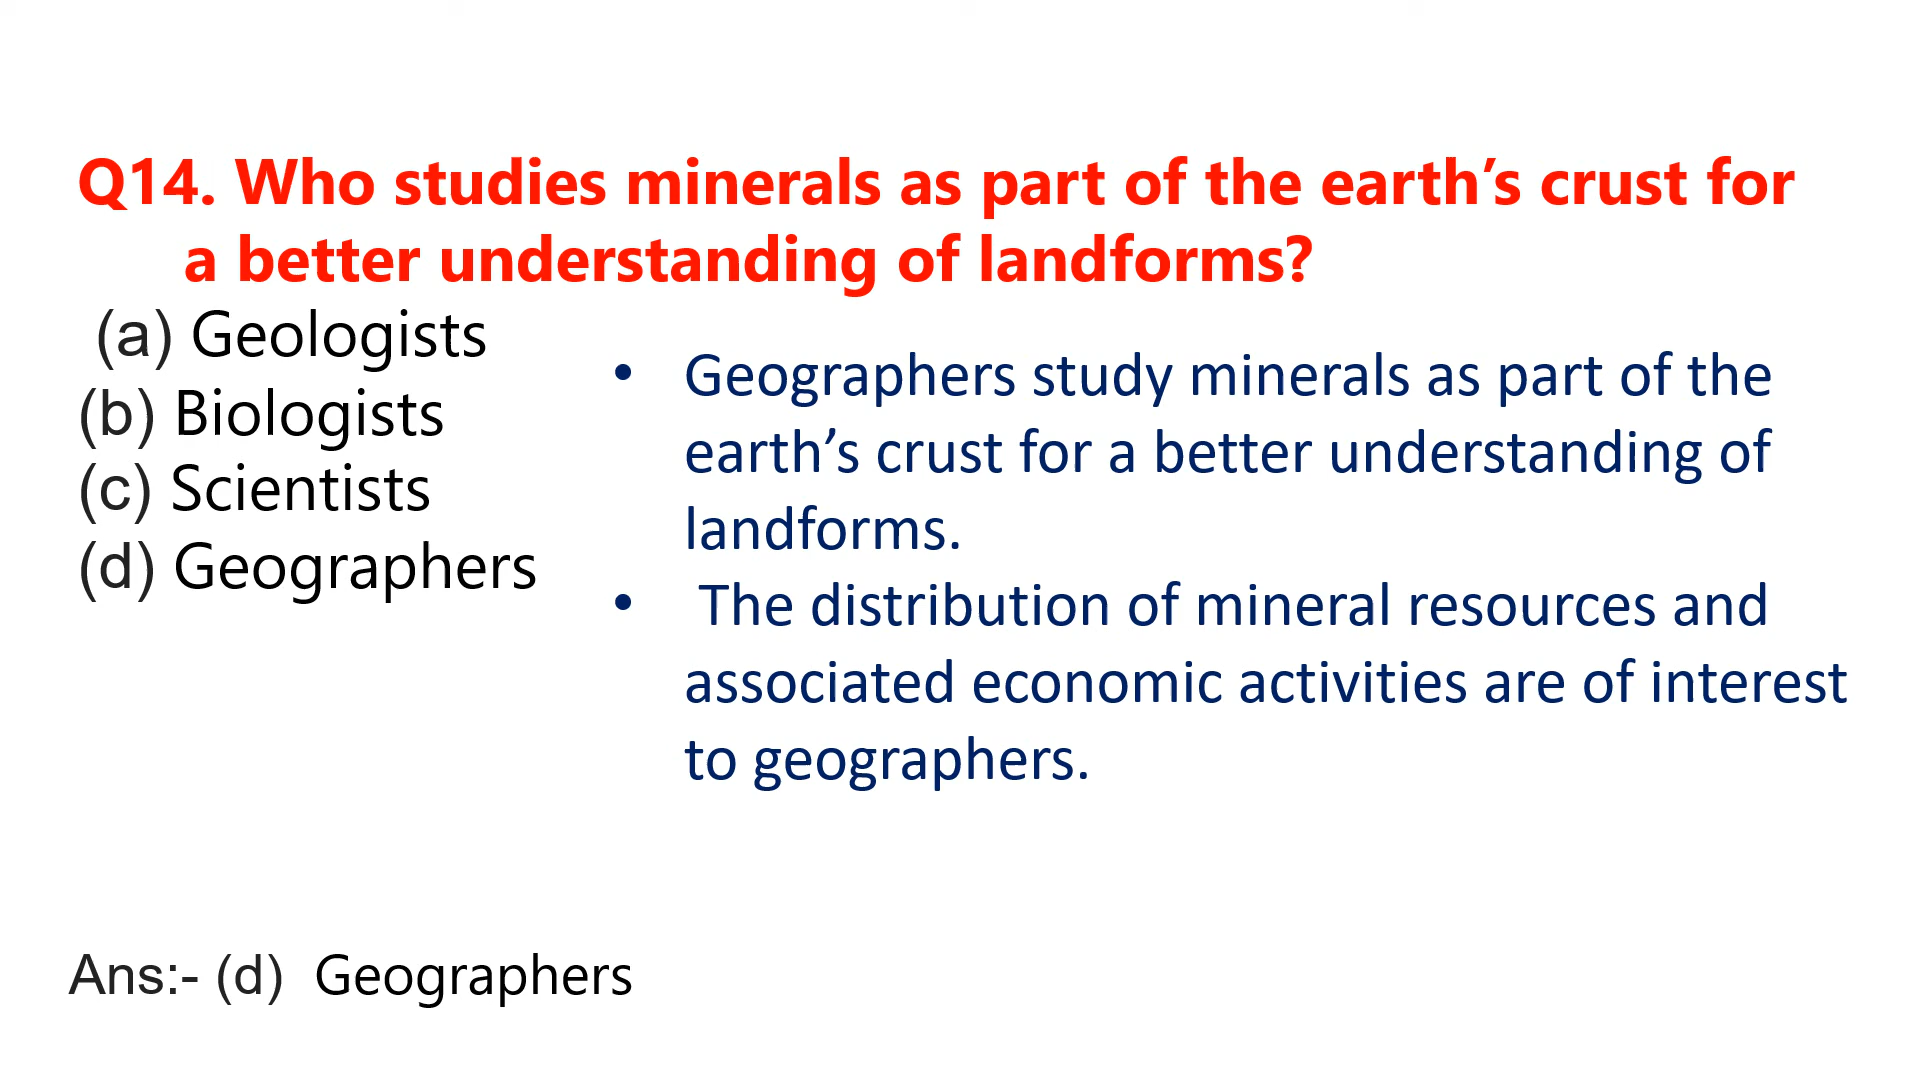 Q14. Who studies minerals as part of the earth’s crust for
a better understanding of landforms?
(a) Geologists
(b) Biologists
(c) Scientists
(d) Geographers
• Geographers study minerals as part of the
earth’s crust for a better understanding of
landforms.
• The distribution of mineral resources and
associated economic activities are of interest
to geographers.
Ans:- (d) Geographers